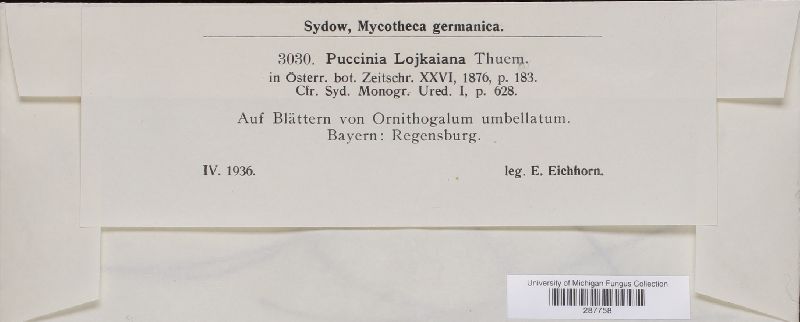 Sydow, Mycotheca germanica.
3030. Puccinia Lojkaiana Thuem.
in Österr. bot. Zeitschr. XXVI, 1876, p. 183.
Cfr. Syd. Monogr. Ured. I, p. 628.
Auf Blättern von Ornithogalum umbellatum.
Bayern: Regensburg.
IV. 1936. leg. E. Eichhorn.
University of Michigan Fungus Collection
287758